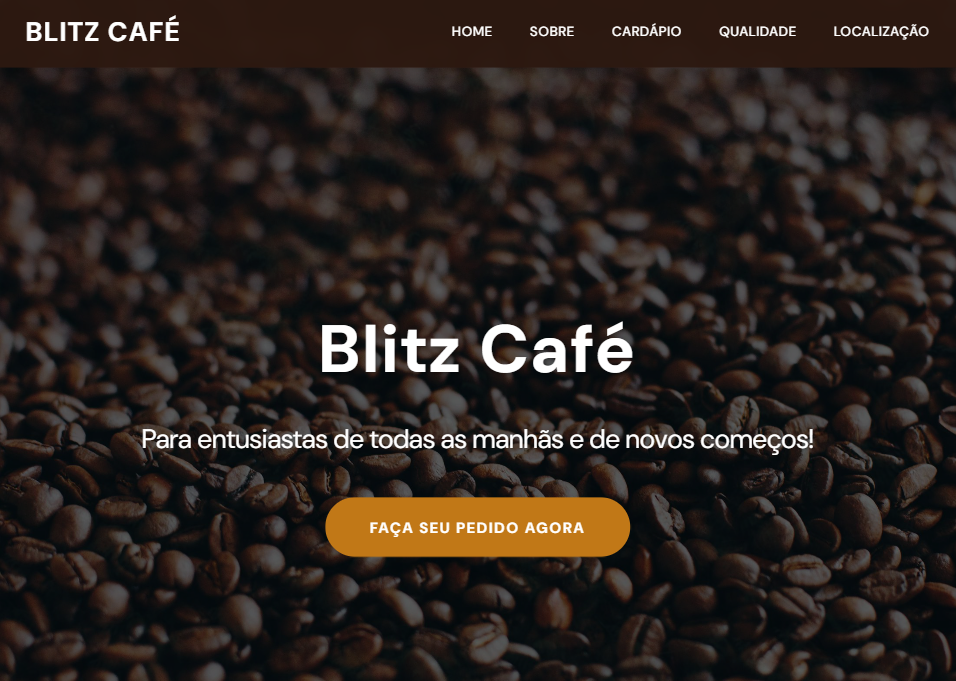 BLITZ CAFÉ
HOME SOBRE CARDÁPIO QUALIDADE LOCALIZAÇÃO
Blitz Café
Para entusiastas de todas as manhãs e de novos começos!
FAÇA SEU PEDIDO AGORA